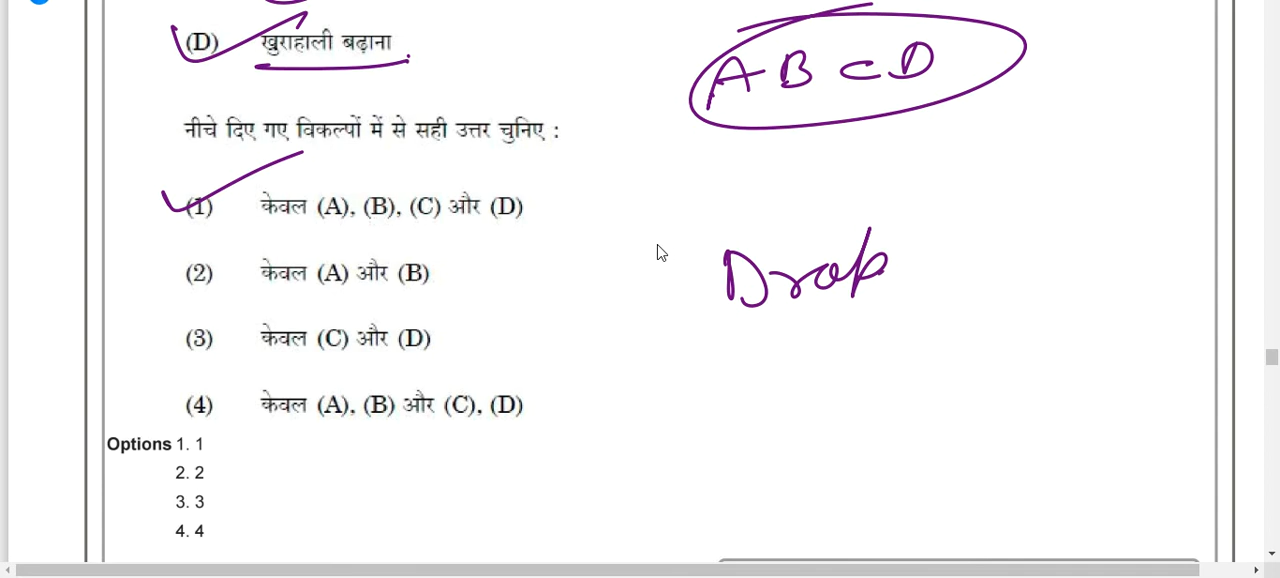 (D) खुराहाली बढ़ाना
A B C D
नीचे दिए गए विकल्पों में से सही उत्तर चुनिए :
(1) केवल (A), (B), (C) और (D)
(2) केवल (A) और (B)
Drop
(3) केवल (C) और (D)
(4) केवल (A), (B) और (C), (D)
Options 1. 1
2. 2
3. 3
4. 4